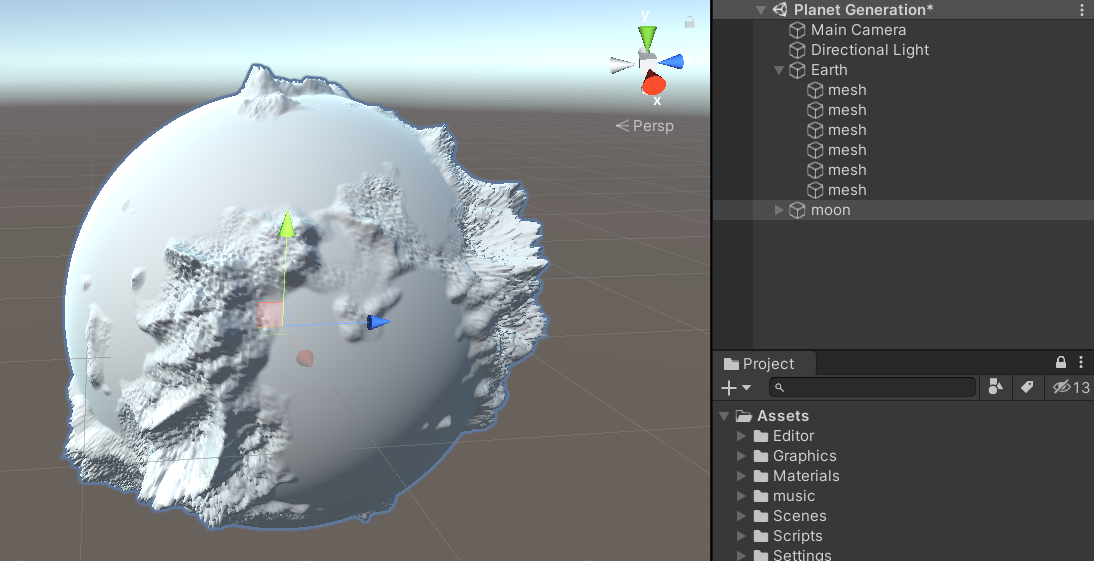 y
x
Persp
Planet Generation*
Main Camera
Directional Light
Earth
mesh
mesh
mesh
mesh
mesh
mesh
moon
Project
13
Assets
Editor
Graphics
Materials
music
Scenes
Scripts
Settings